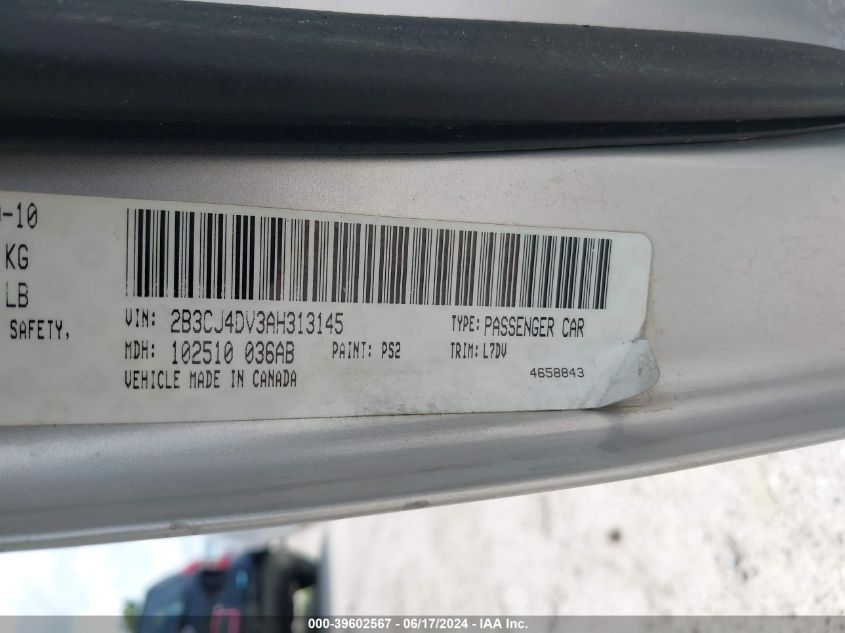 -10
KG
LB
SAFETY,
VIN: 2B3CJ4DV3AH313145 TYPE: PASSENGER CAR
MDH: 102510 036AB PAINT: PS2 TRIM: L7DV
VEHICLE MADE IN CANADA 4658843
000-39602567 - 06/17/2024 - IAA Inc.